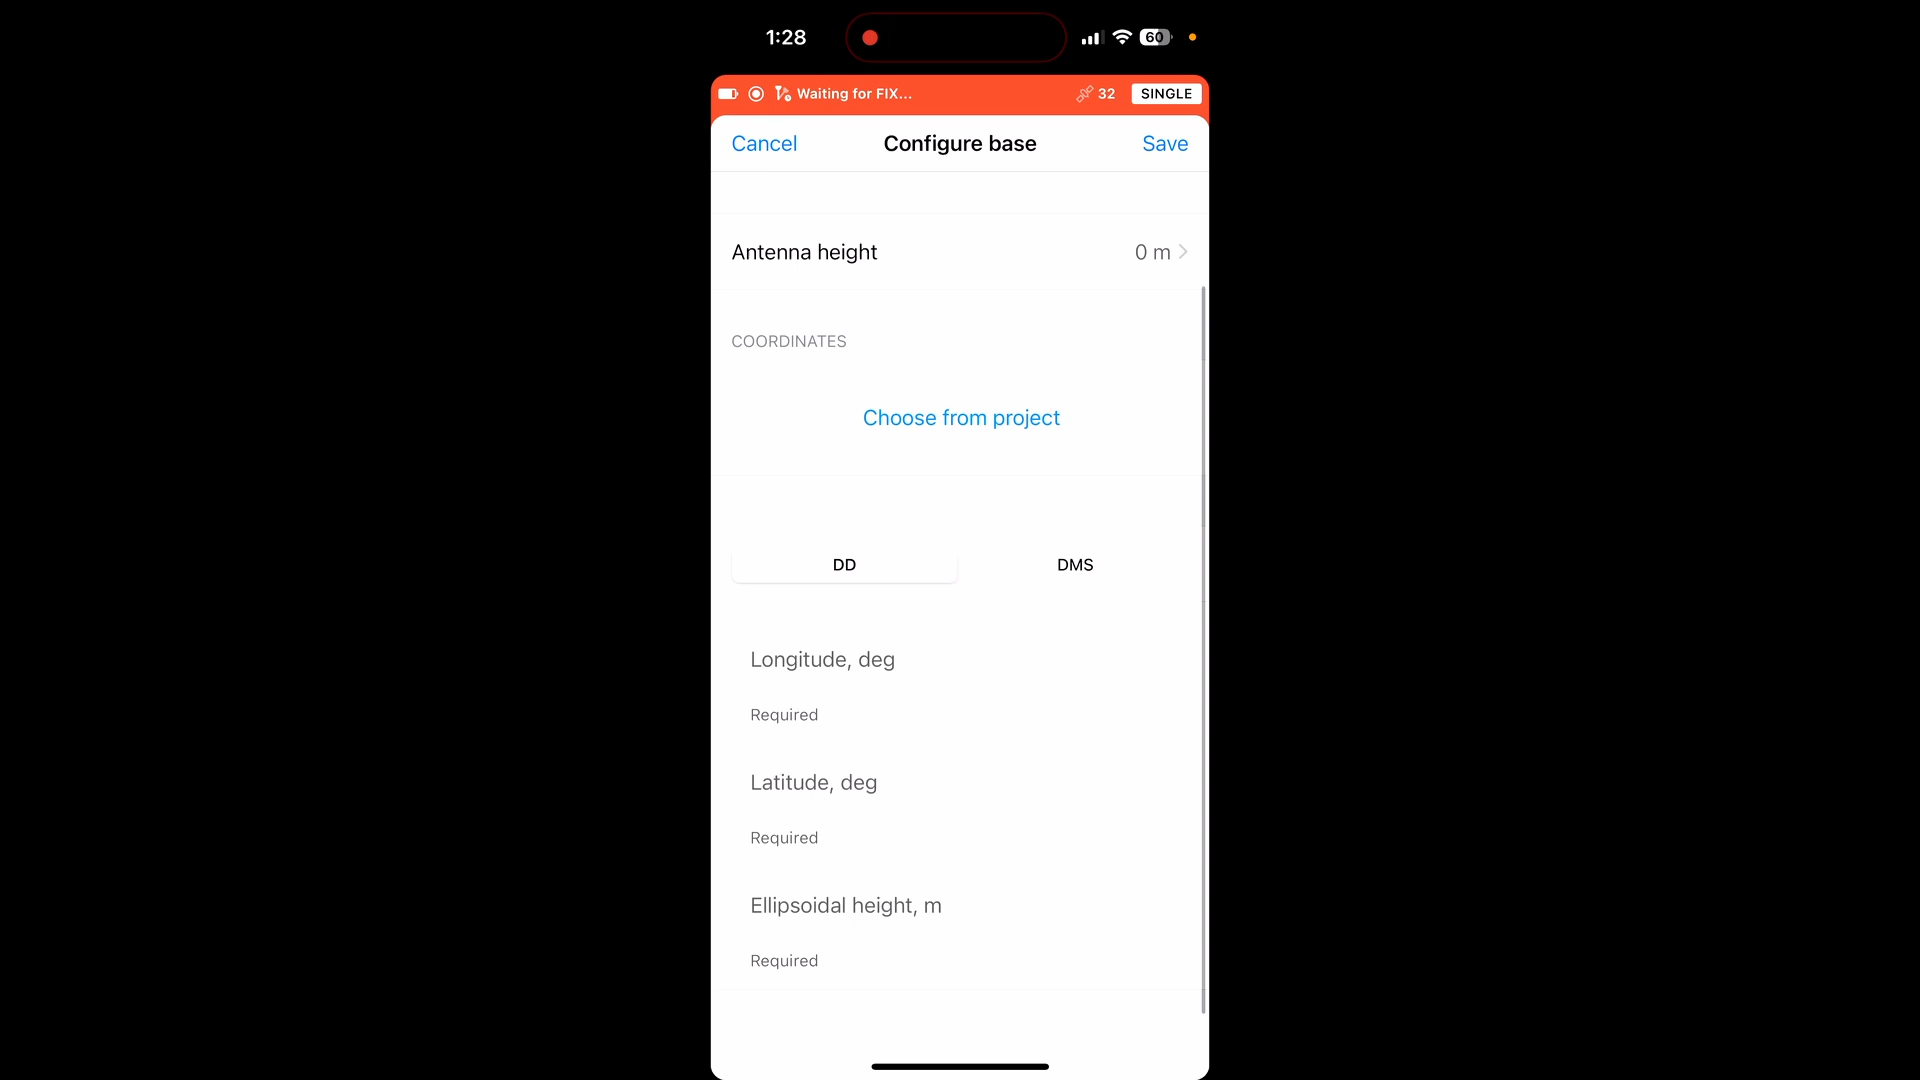 1:28
60
Waiting for FIX...
32
SINGLE
Cancel
Configure base
Save
Antenna height
0 m
COORDINATES
Choose from project
DD
DMS
Longitude, deg
Required
Latitude, deg
Required
Ellipsoidal height, m
Required